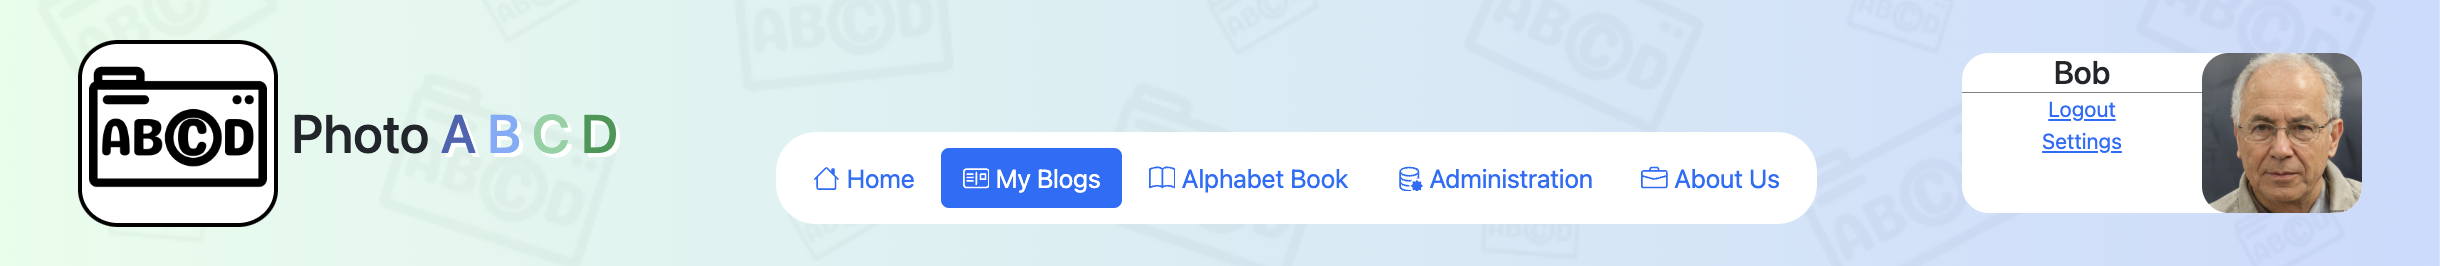 ABCD
Photo A B C D
Home
My Blogs
Alphabet Book
Administration
About Us
Bob
Logout
Settings